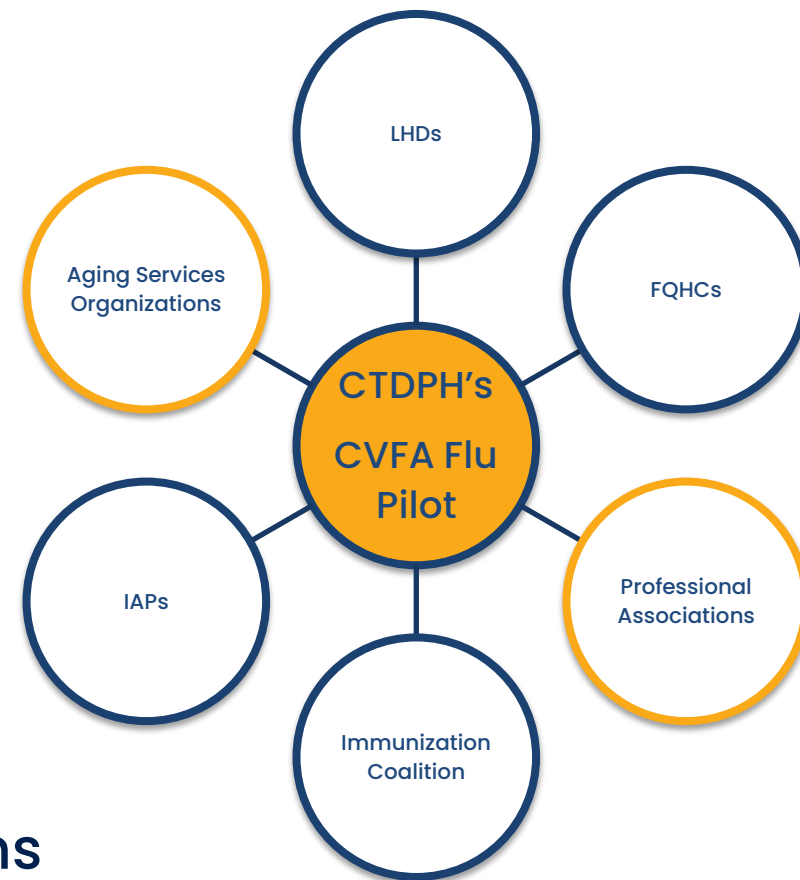 LHDs
Aging Services
Organizations
FQHCs
CTDPH’s
CVFA Flu
Pilot
IAPs
Professional
Associations
Immunization
Coalition